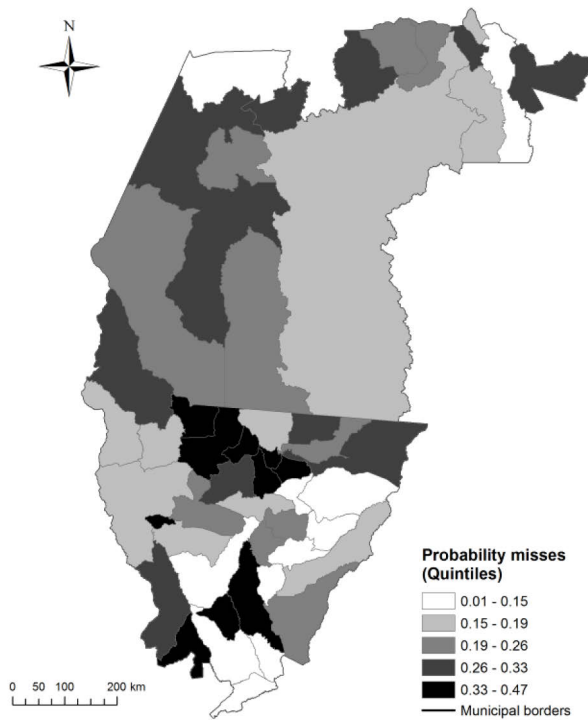 N
Probability misses
(Quintiles)
0.01 - 0.15
0.15 - 0.19
0.19 - 0.26
0.26 - 0.33
0.33 - 0.47
Municipal borders
0 50 100 200 km